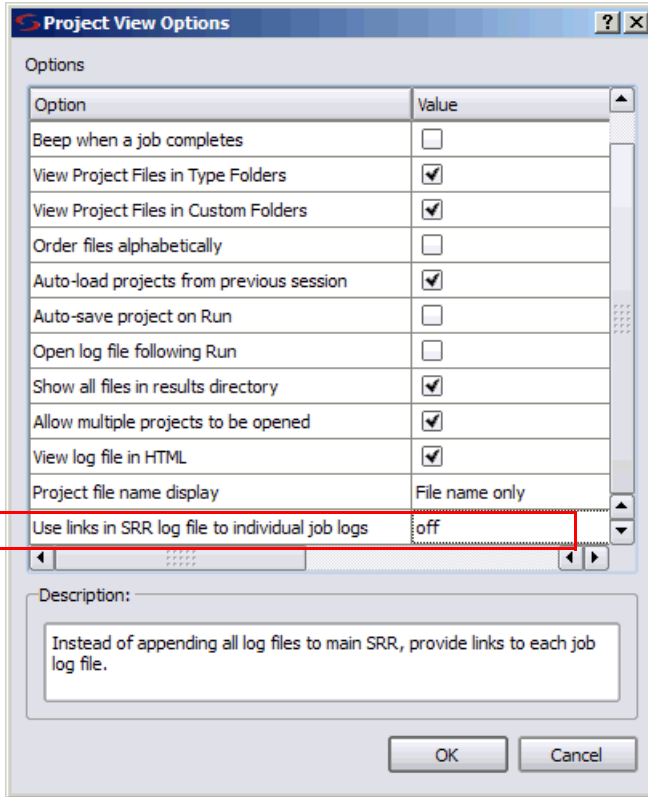 Project View Options
Options
Option Value
Beep when a job completes
View Project Files in Type Folders
View Project Files in Custom Folders
Order files alphabetically
Auto-load projects from previous session
Auto-save project on Run
Open log file following Run
Show all files in results directory
Allow multiple projects to be opened
View log file in HTML
Project file name display File name only
Use links in SRR log file to individual job logs off
Description:
Instead of appending all log files to main SRR, provide links to each job
log file.
OK Cancel